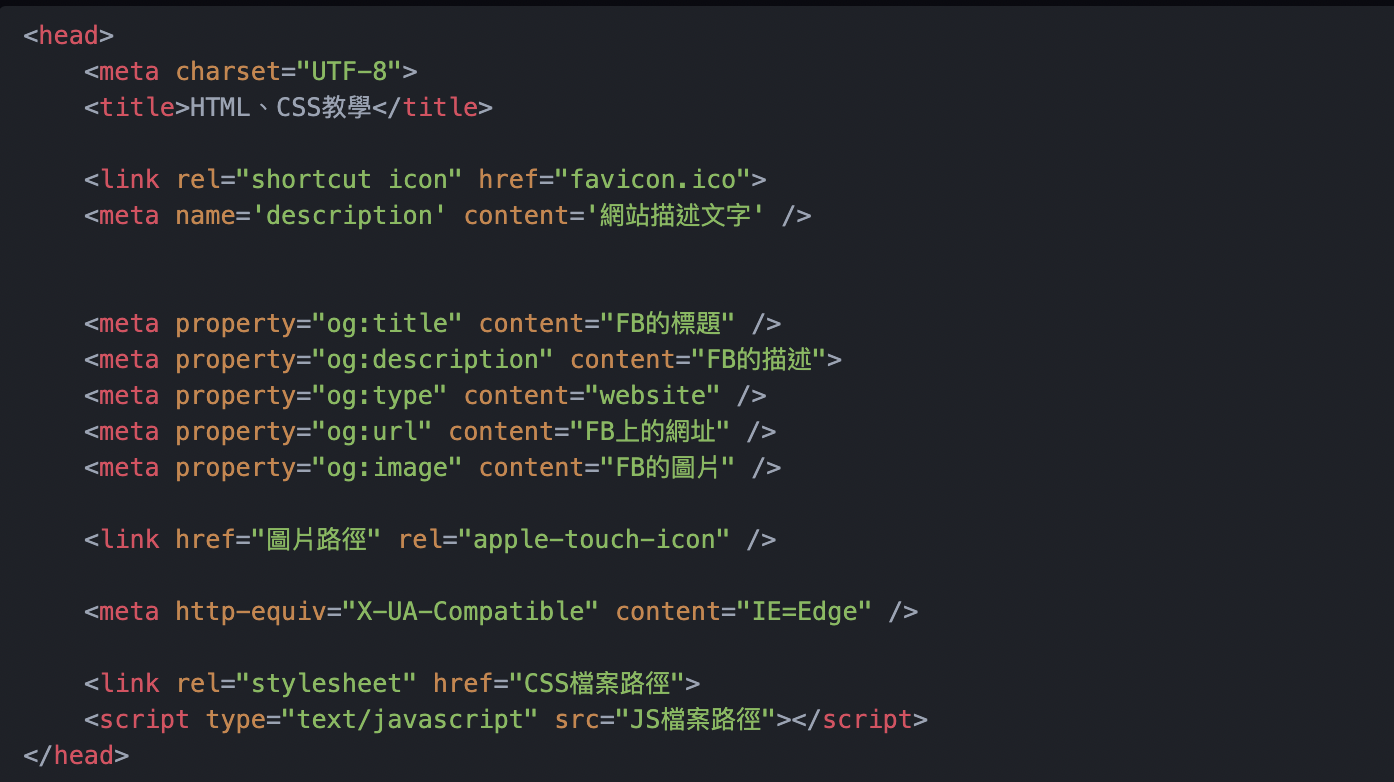 <head>
<meta charset="UTF-8">
<title>HTML、CSS教學</title>
<link rel="shortcut icon" href="favicon.ico">
<meta name='description' content='網站描述文字' />
<meta property="og:title" content="FB的標題" />
<meta property="og:description" content="FB的描述">
<meta property="og:type" content="website" />
<meta property="og:url" content="FB上的網址" />
<meta property="og:image" content="FB的圖片" />
<link href="圖片路徑" rel="apple-touch-icon" />
<meta http-equiv="X-UA-Compatible" content="IE=Edge" />
<link rel="stylesheet" href="CSS檔案路徑">
<script type="text/javascript" src="JS檔案路徑"></script>
</head>